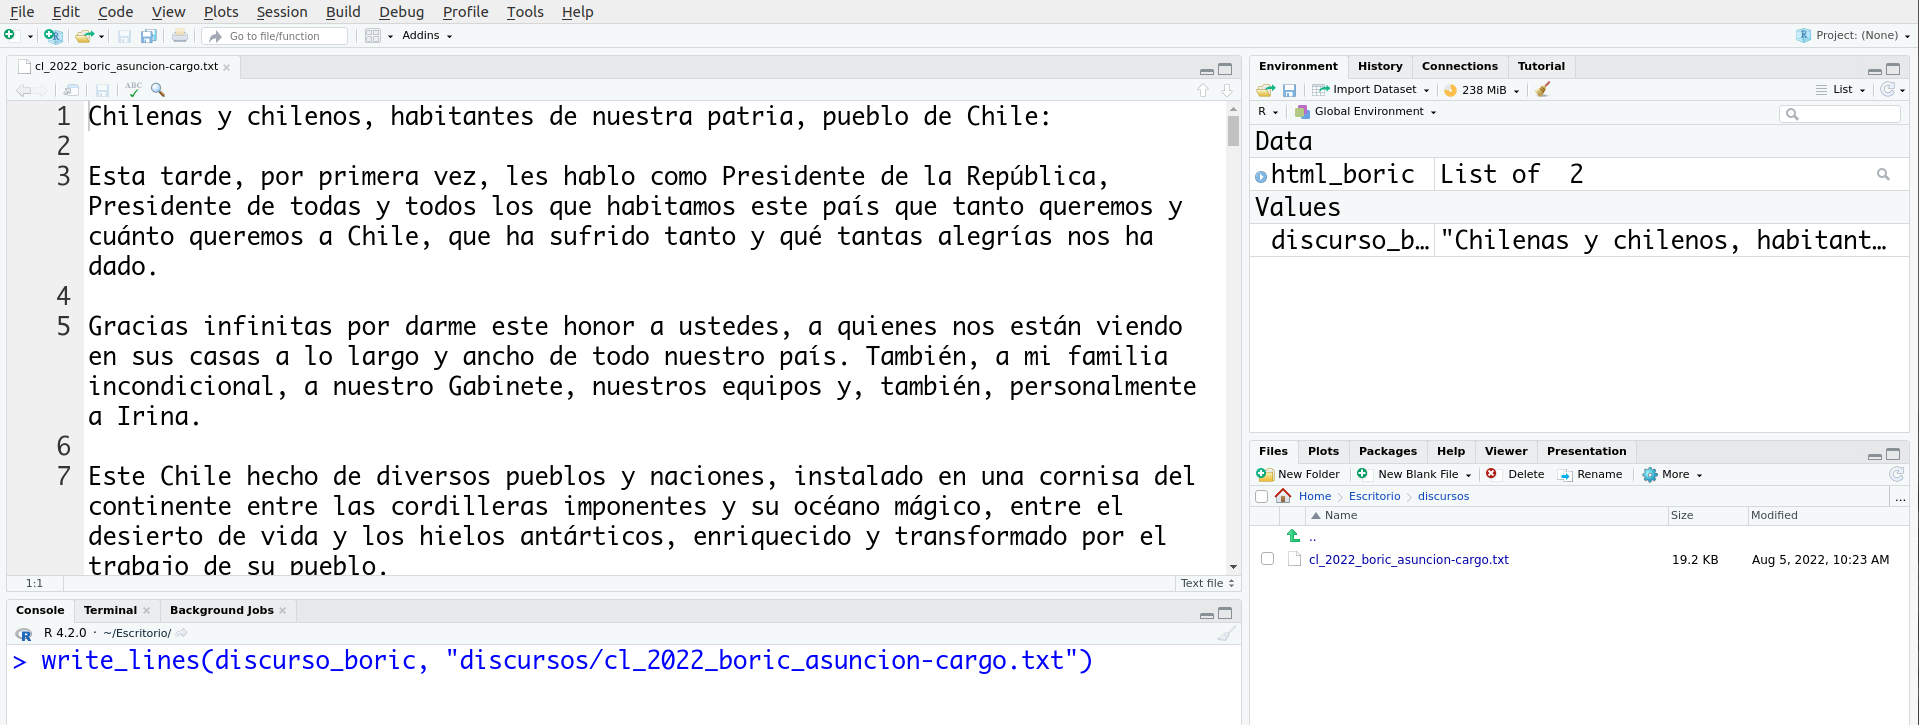 File Edit Code View Plots Session Build Debug Profile Tools Help
Go to file/function Addins Project: (None)
cl_2022_boric_asuncion-cargo.txt
ABC
1 Chilenas y chilenos, habitantes de nuestra patria, pueblo de Chile:
2
3 Esta tarde, por primera vez, les hablo como Presidente de la República,
Presidente de todas y todos los que habitamos este país que tanto queremos y
cuánto queremos a Chile, que ha sufrido tanto y qué tantas alegrías nos ha
dado.
4
5 Gracias infinitas por darme este honor a ustedes, a quienes nos están viendo
en sus casas a lo largo y ancho de todo nuestro país. También, a mi familia
incondicional, a nuestro Gabinete, nuestros equipos y, también, personalmente
a Irina.
6
7 Este Chile hecho de diversos pueblos y naciones, instalado en una cornisa del
continente entre las cordilleras imponentes y su océano mágico, entre el
desierto de vida y los hielos antárticos, enriquecido y transformado por el
trabajo de su pueblo.
1:1 Text file
Console Terminal Background Jobs
R 4.2.0 · ~/Escritorio/
> write_lines(discurso_boric, "discursos/cl_2022_boric_asuncion-cargo.txt")
Environment History Connections Tutorial
Import Dataset 238 MiB List
R Global Environment
Data
html_boric List of 2
Values
discurso_b… "Chilenas y chilenos, habitant…
Files Plots Packages Help Viewer Presentation
New Folder New Blank File Delete Rename More
Home Escritorio discursos ...
Name Size Modified
..
cl_2022_boric_asuncion-cargo.txt 19.2 KB Aug 5, 2022, 10:23 AM